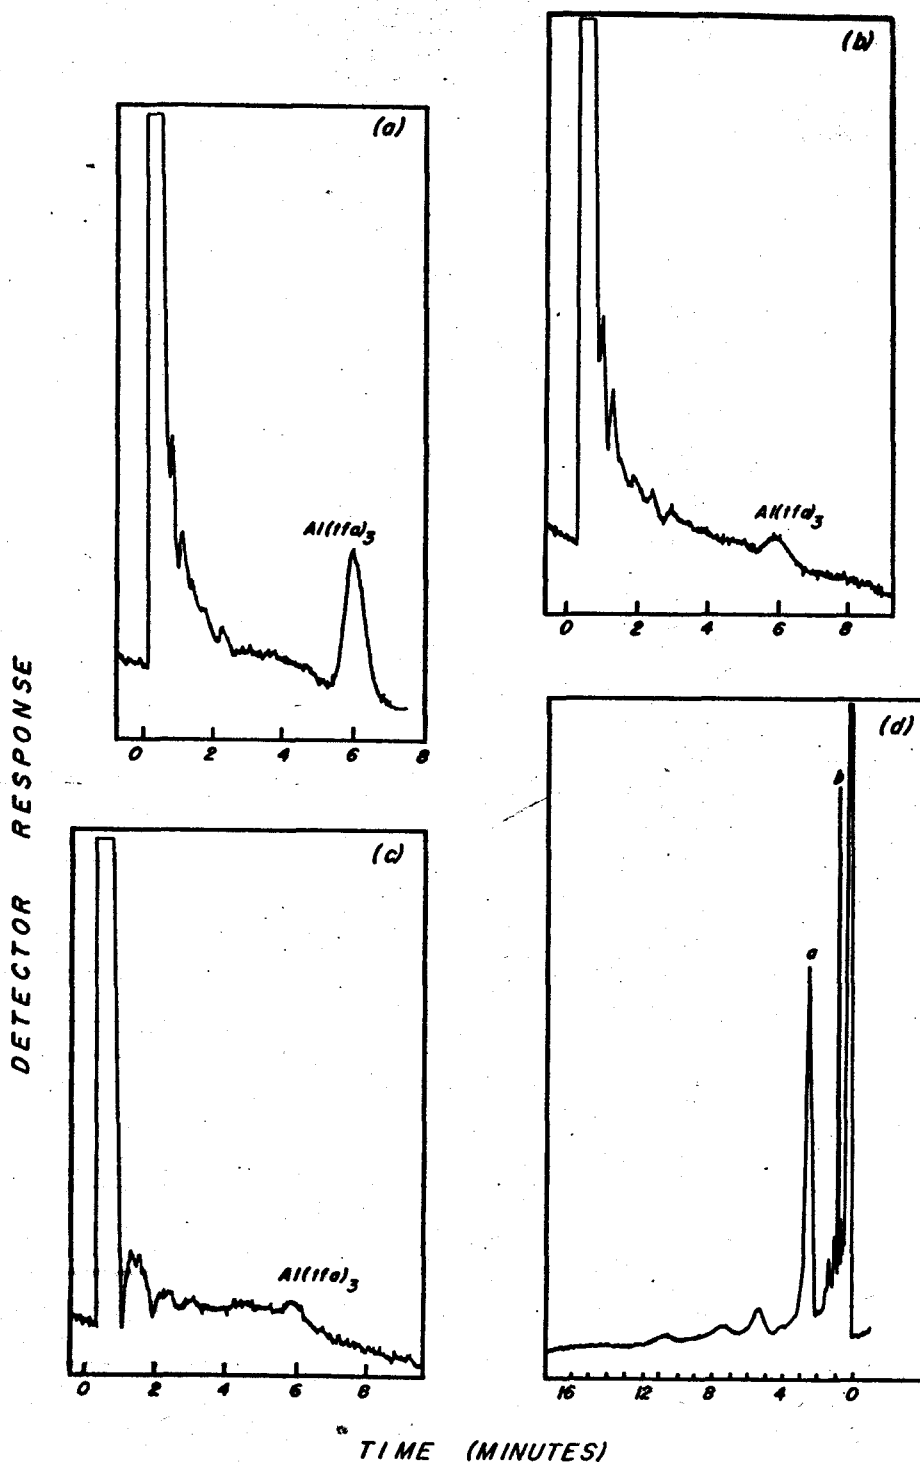 (a)
Al(tfa)3
0 2 4 6 8
(b)
Al(tfa)3
0 2 4 6 8
(c)
Al(tfa)3
0 2 4 6 8
(d)
b
a
16 12 8 4 0
DETECTOR RESPONSE
TIME (MINUTES)